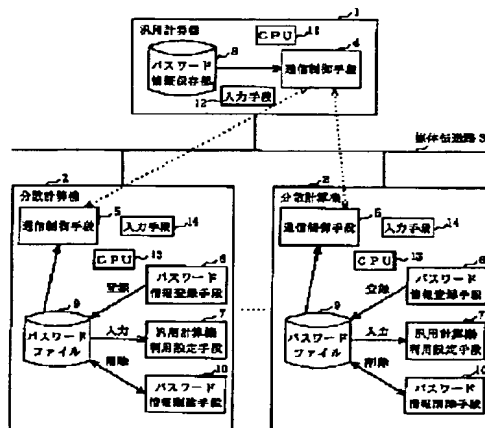 1
汎用計算機
CPU
11
4
8
パスワード
情報保存部
通信制御手段
12
入力手段
媒体伝送路 3
2
分散計算機
5
通信制御手段
入力手段
14
CPU
13
6
9
登録
パスワード
情報登録手段
7
パスワード
ファイル
入力
汎用計算機
利用設定手段
削除
10
パスワード
情報削除手段
2
分散計算機
5
通信制御手段
入力手段
14
CPU
13
6
9
登録
パスワード
情報登録手段
7
パスワード
ファイル
入力
汎用計算機
利用設定手段
削除
10
パスワード
情報削除手段